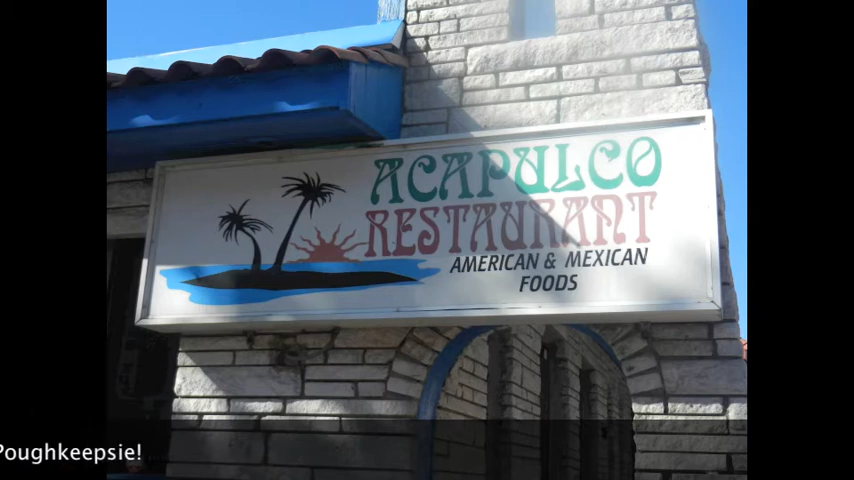 ACAPULCO
RESTAURANT
AMERICAN & MEXICAN
FOODS
Poughkeepsie!